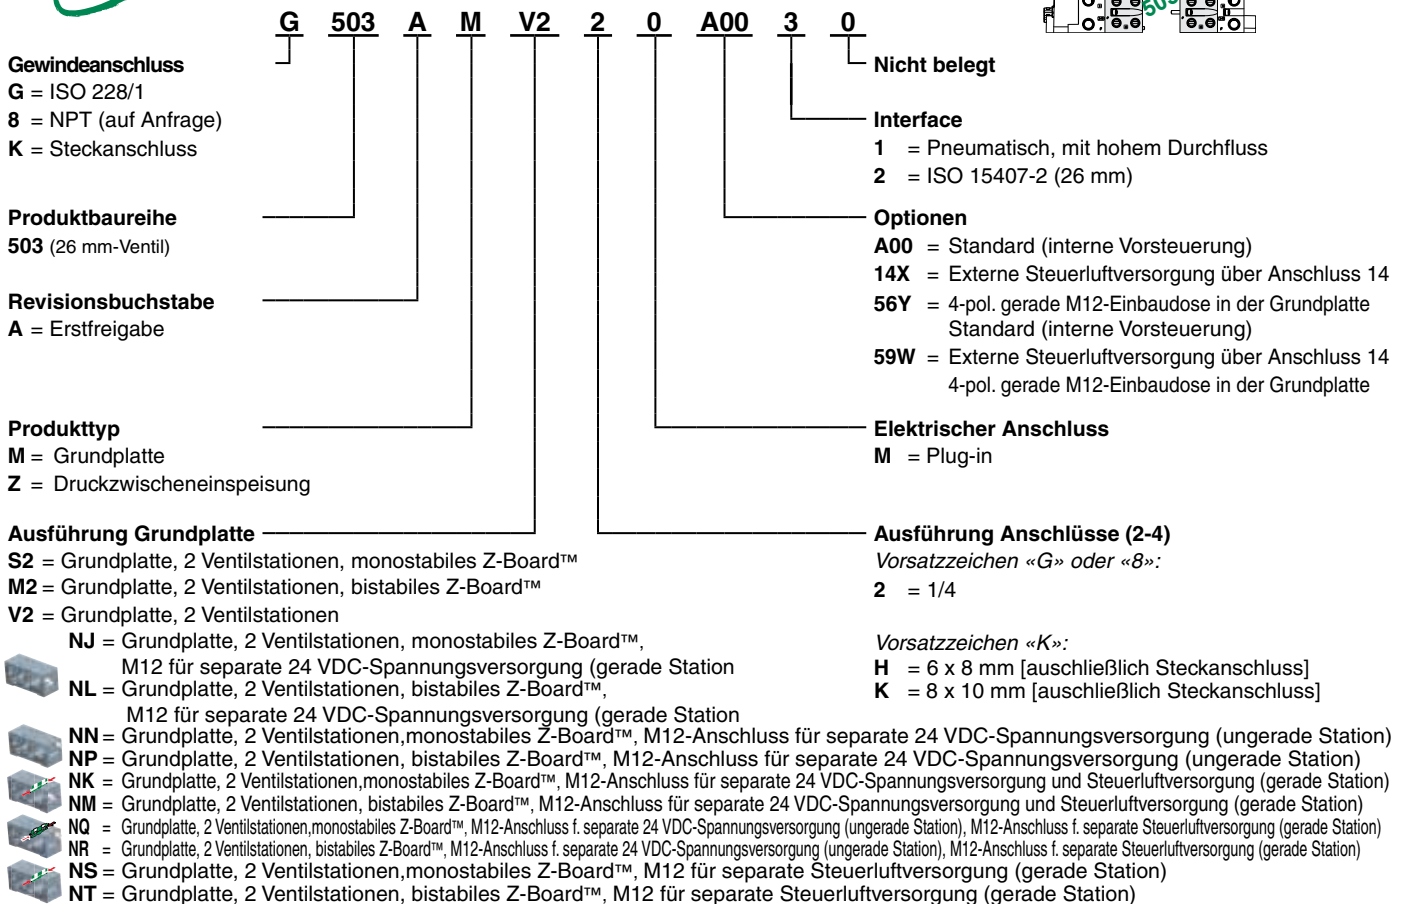 G 503 A M V2 2 0 A00 3 0
503
Gewindeanschluss
G = ISO 228/1
8 = NPT (auf Anfrage)
K = Steckanschluss
Produktbaureihe
503 (26 mm-Ventil)
Revisionsbuchstabe
A = Erstfreigabe
Produkttyp
M = Grundplatte
Z = Druckzwischeneinspeisung
Nicht belegt
Interface
1 = Pneumatisch, mit hohem Durchfluss
2 = ISO 15407-2 (26 mm)
Optionen
A00 = Standard (interne Vorsteuerung)
14X = Externe Steuerluftversorgung über Anschluss 14
56Y = 4-pol. gerade M12-Einbaudose in der Grundplatte
Standard (interne Vorsteuerung)
59W = Externe Steuerluftversorgung über Anschluss 14
4-pol. gerade M12-Einbaudose in der Grundplatte
Elektrischer Anschluss
M = Plug-in
Ausführung Anschlüsse (2-4)
Vorsatzzeichen «G» oder «8»:
2 = 1/4
Vorsatzzeichen «K»:
H = 6 x 8 mm [auschließlich Steckanschluss]
K = 8 x 10 mm [auschließlich Steckanschluss]
Ausführung Grundplatte
S2 = Grundplatte, 2 Ventilstationen, monostabiles Z-Board™
M2 = Grundplatte, 2 Ventilstationen, bistabiles Z-Board™
V2 = Grundplatte, 2 Ventilstationen
NJ = Grundplatte, 2 Ventilstationen, monostabiles Z-Board™,
M12 für separate 24 VDC-Spannungsversorgung (gerade Station
NL = Grundplatte, 2 Ventilstationen, bistabiles Z-Board™,
M12 für separate 24 VDC-Spannungsversorgung (gerade Station
NN = Grundplatte, 2 Ventilstationen,monostabiles Z-Board™, M12-Anschluss für separate 24 VDC-Spannungsversorgung (ungerade Station)
NP = Grundplatte, 2 Ventilstationen, bistabiles Z-Board™, M12-Anschluss für separate 24 VDC-Spannungsversorgung (ungerade Station)
NK = Grundplatte, 2 Ventilstationen,monostabiles Z-Board™, M12-Anschluss für separate 24 VDC-Spannungsversorgung und Steuerluftversorgung (gerade Station)
NM = Grundplatte, 2 Ventilstationen, bistabiles Z-Board™, M12-Anschluss für separate 24 VDC-Spannungsversorgung und Steuerluftversorgung (gerade Station)
NQ = Grundplatte, 2 Ventilstationen,monostabiles Z-Board™, M12-Anschluss f. separate 24 VDC-Spannungsversorgung (ungerade Station), M12-Anschluss f. separate Steuerluftversorgung (gerade Station)
NR = Grundplatte, 2 Ventilstationen, bistabiles Z-Board™, M12-Anschluss f. separate 24 VDC-Spannungsversorgung (ungerade Station), M12-Anschluss f. separate Steuerluftversorgung (gerade Station)
NS = Grundplatte, 2 Ventilstationen,monostabiles Z-Board™, M12 für separate Steuerluftversorgung (gerade Station)
NT = Grundplatte, 2 Ventilstationen, bistabiles Z-Board™, M12 für separate Steuerluftversorgung (gerade Station)